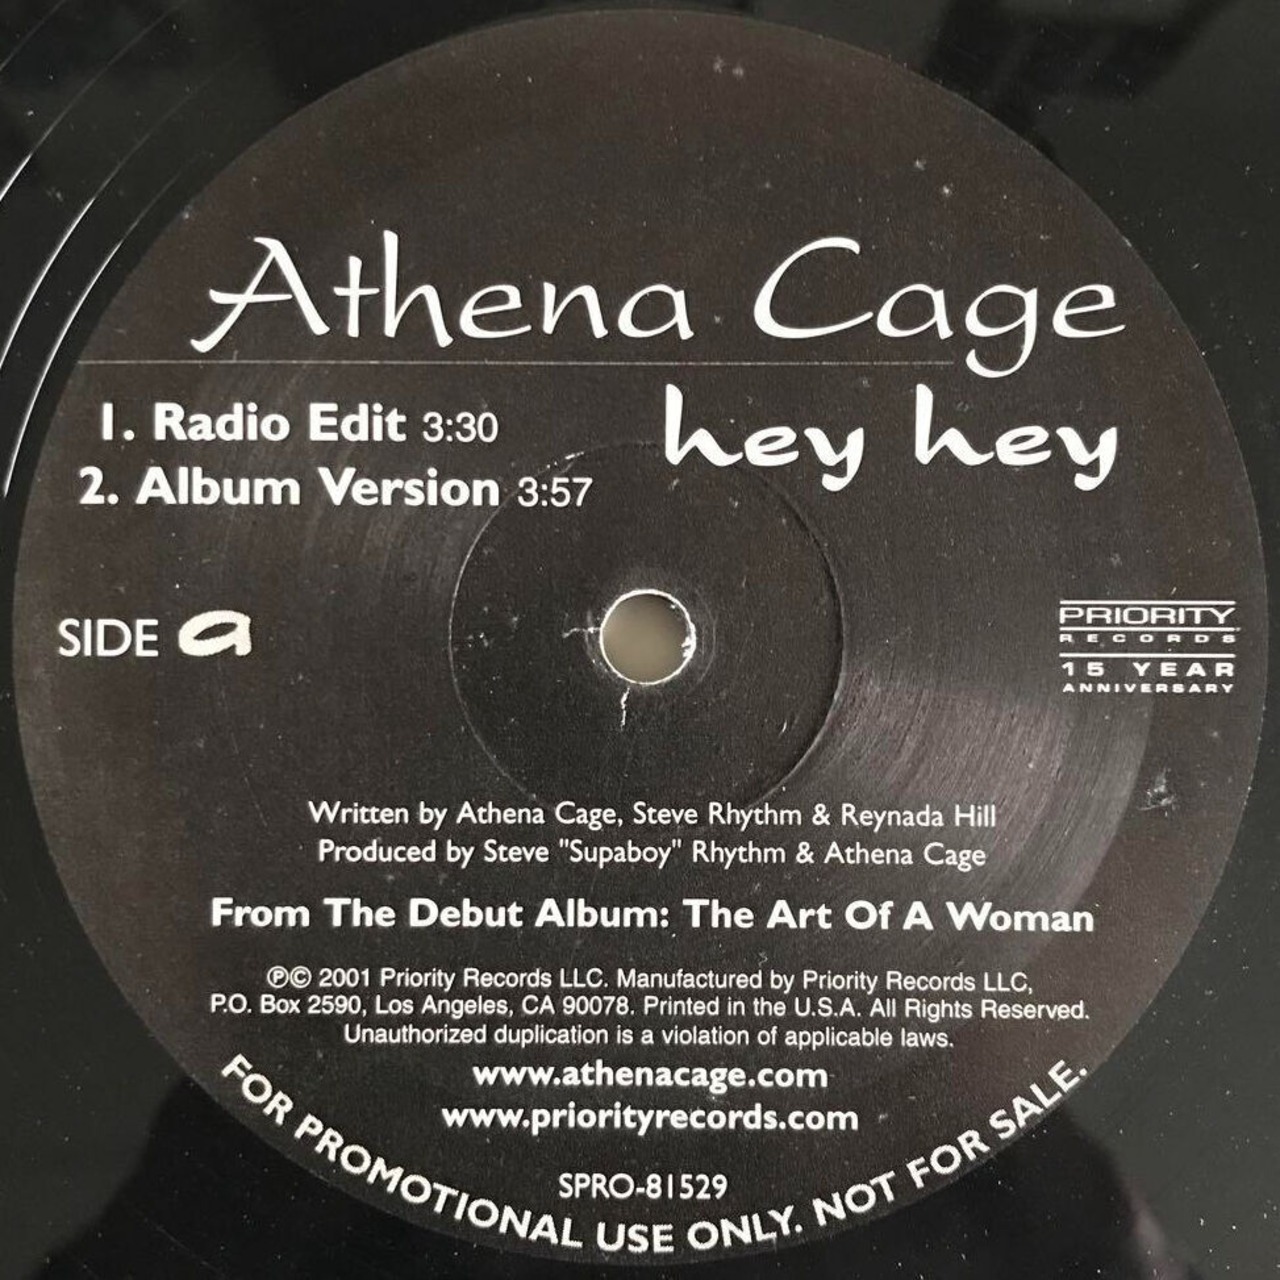 Athena Cage
hey hey
1. Radio Edit 3:30
2. Album Version 3:57
SIDE a
PRIORITY
RECORDS
15 YEAR
ANNIVERSARY
Written by Athena Cage, Steve Rhythm & Reynada Hill
Produced by Steve "Supaboy" Rhythm & Athena Cage
From The Debut Album: The Art Of A Woman
℗© 2001 Priority Records LLC. Manufactured by Priority Records LLC,
P.O. Box 2590, Los Angeles, CA 90078. Printed in the U.S.A. All Rights Reserved.
Unauthorized duplication is a violation of applicable laws.
www.athenacage.com
www.priorityrecords.com
SPRO-81529
FOR PROMOTIONAL USE ONLY. NOT FOR SALE.